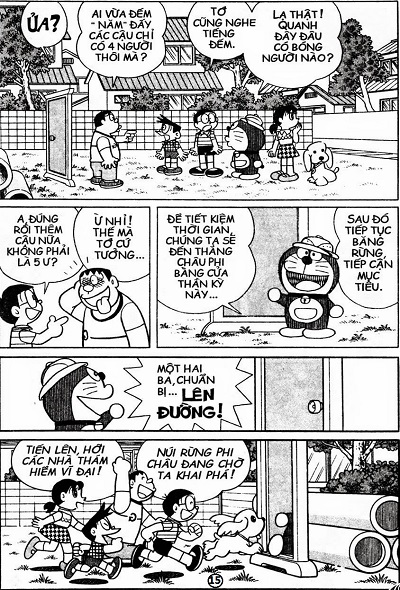 ỦA?
AI VỪA ĐẾM
"NĂM" ĐẤY,
CÁC CẬU CHỈ
CÓ 4 NGƯỜI
THÔI MÀ?
TỚ
CŨNG NGHE
TIẾNG
ĐẾM.
LẠ THẬT!
QUANH
ĐÂY ĐÂU
CÓ BÓNG
NGƯỜI NÀO?
A, ĐÚNG
RỒI THÊM
CẬU NỮA
KHÔNG PHẢI
LÀ 5 Ư?
Ừ NHỈ!
THẾ MÀ
TỚ CỨ
TƯỞNG...
ĐỂ TIẾT KIỆM
THỜI GIAN,
CHÚNG TA SẼ
ĐẾN THẲNG
CHÂU PHI
BẰNG CỬA
THẦN KỲ
NÀY...
SAU ĐÓ
TIẾP TỤC
BĂNG
RỪNG,
TIẾP CẬN
MỤC
TIÊU.
MỘT HAI
BA, CHUẨN
BỊ... LÊN
ĐƯỜNG!
TIẾN LÊN, HỠI
CÁC NHÀ THÁM
HIỂM VĨ ĐẠI!
NÚI RỪNG PHI
CHÂU ĐANG CHỜ
TA KHAI PHÁ!
15